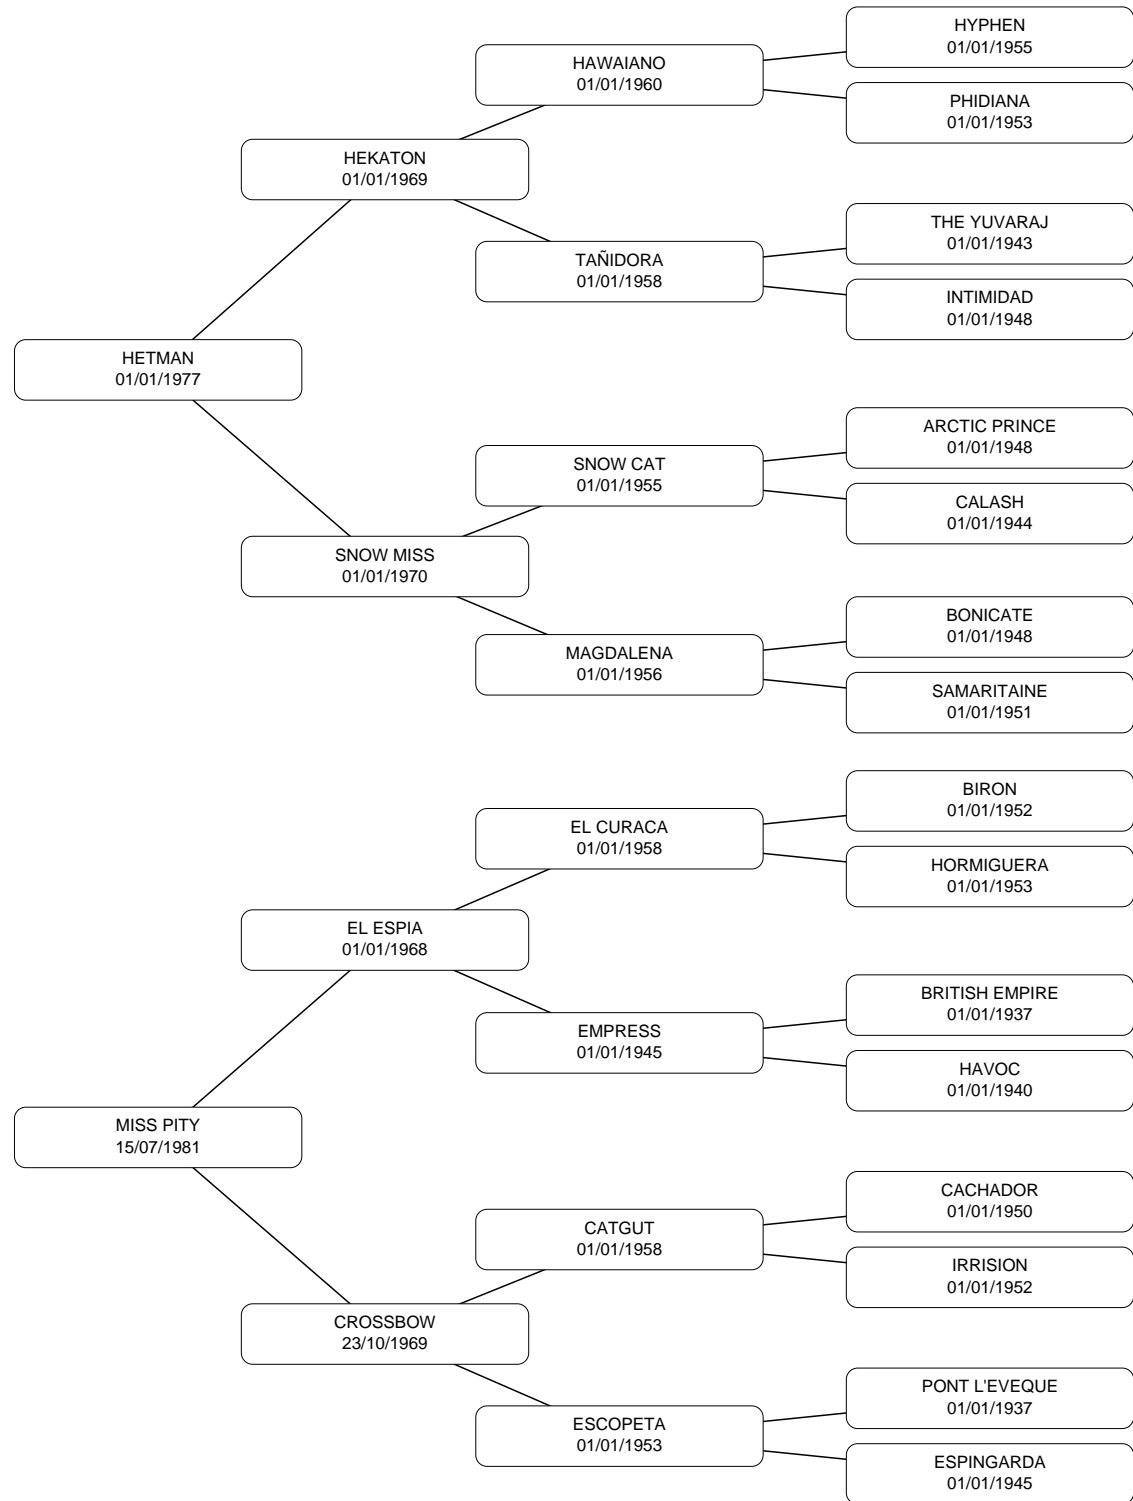 HYPHEN
01/01/1955
HAWAIANO
01/01/1960
PHIDIANA
01/01/1953
HEKATON
01/01/1969
THE YUVARAJ
01/01/1943
TAÑIDORA
01/01/1958
INTIMIDAD
01/01/1948
HETMAN
01/01/1977
ARCTIC PRINCE
01/01/1948
SNOW CAT
01/01/1955
CALASH
01/01/1944
SNOW MISS
01/01/1970
BONICATE
01/01/1948
MAGDALENA
01/01/1956
SAMARITAINE
01/01/1951
BIRON
01/01/1952
EL CURACA
01/01/1958
HORMIGUERA
01/01/1953
EL ESPIA
01/01/1968
BRITISH EMPIRE
01/01/1937
EMPRESS
01/01/1945
HAVOC
01/01/1940
MISS PITY
15/07/1981
CACHADOR
01/01/1950
CATGUT
01/01/1958
IRRISION
01/01/1952
CROSSBOW
23/10/1969
PONT L'EVEQUE
01/01/1937
ESCOPETA
01/01/1953
ESPINGARDA
01/01/1945